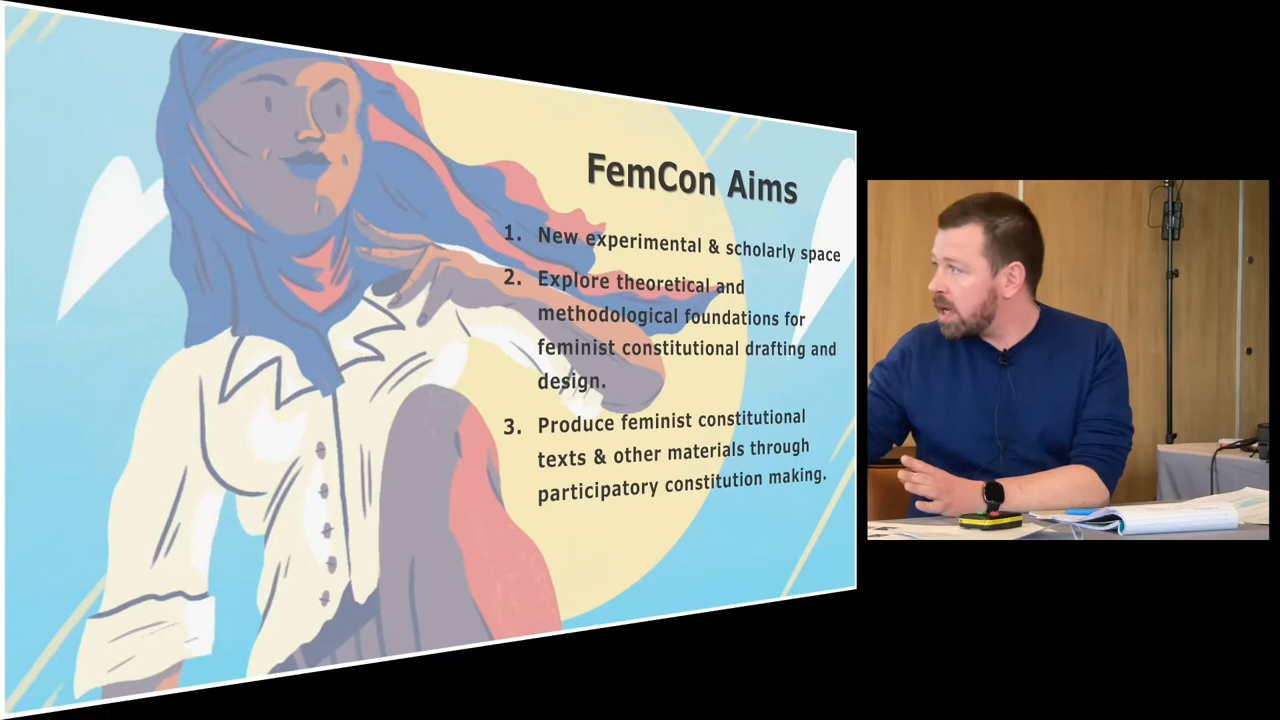 FemCon Aims
1. New experimental & scholarly space
2. Explore theoretical and
methodological foundations for
feminist constitutional drafting and
design.
3. Produce feminist constitutional
texts & other materials through
participatory constitution making.